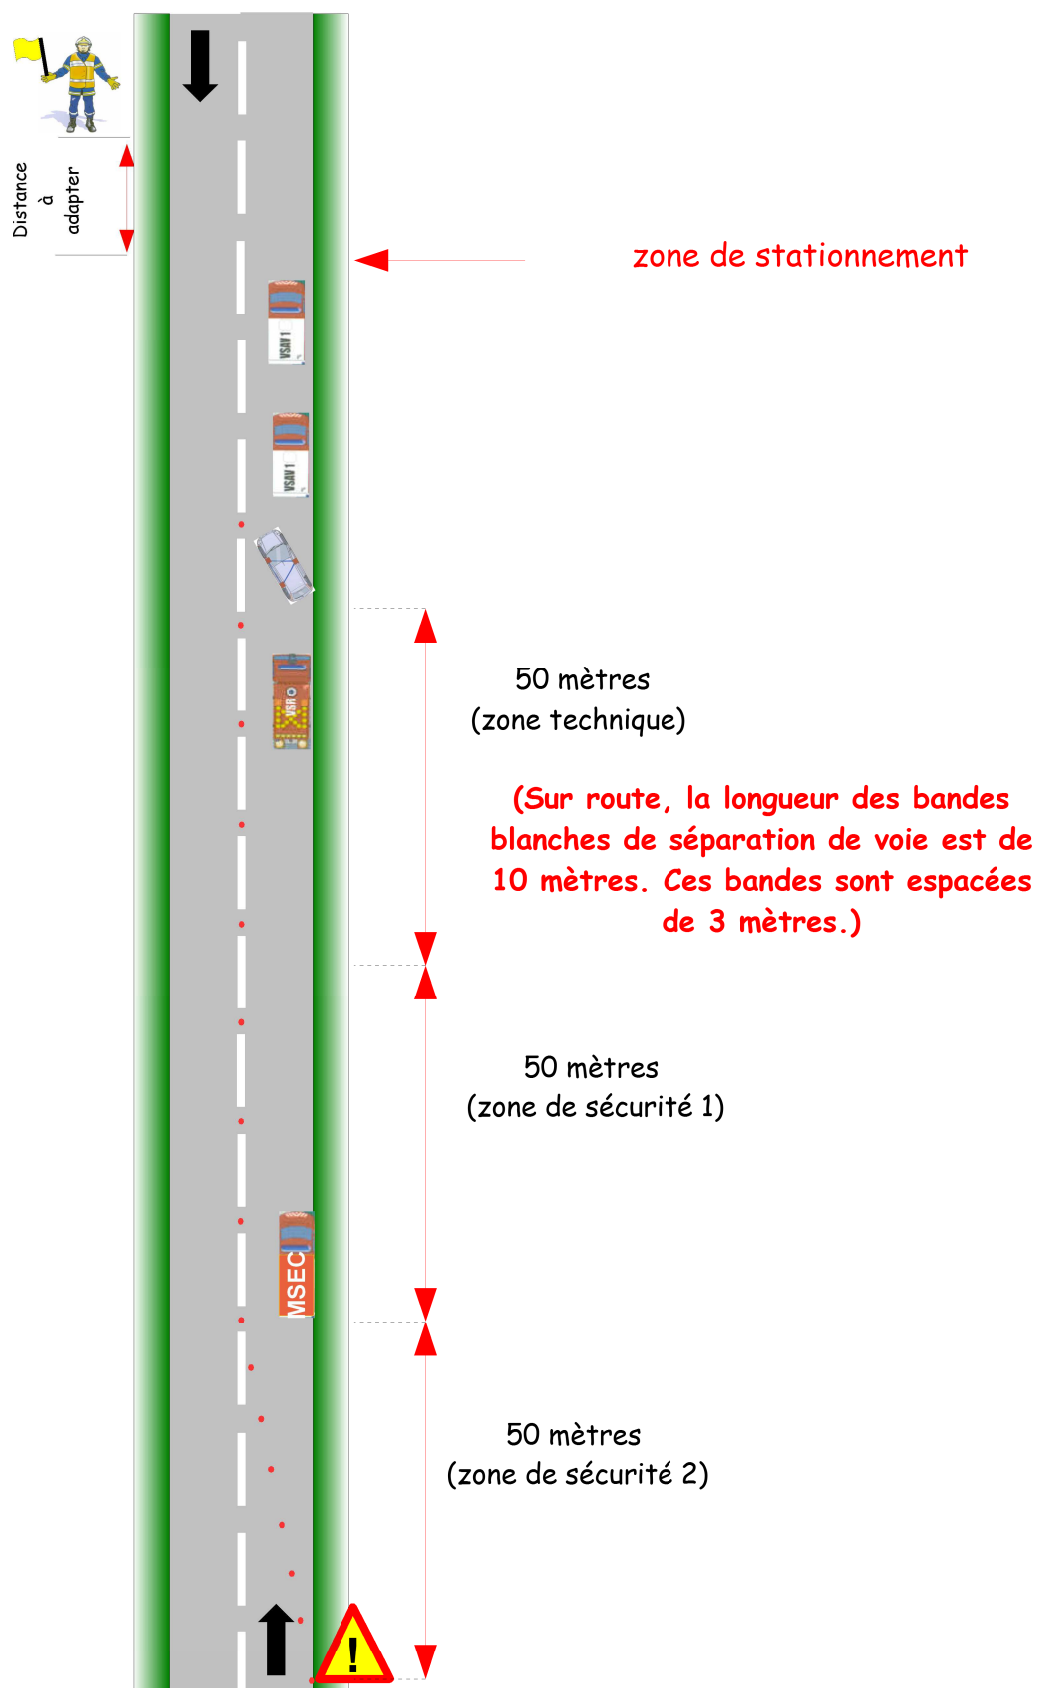 Distance
à
adapter
zone de stationnement
VSAV 1
VSAV 1
VSR
50 mètres
(zone technique)
(Sur route, la longueur des bandes
blanches de séparation de voie est de
10 mètres. Ces bandes sont espacées
de 3 mètres.)
50 mètres
(zone de sécurité 1)
MSEC
50 mètres
(zone de sécurité 2)
!